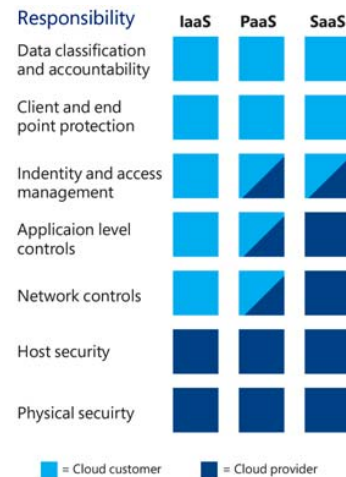 Responsibility IaaS PaaS SaaS
Data classification
and accountability
Client and end
point protection
Indentity and access
management
Applicaion level
controls
Network controls
Host security
Physical secuirty
= Cloud customer = Cloud provider